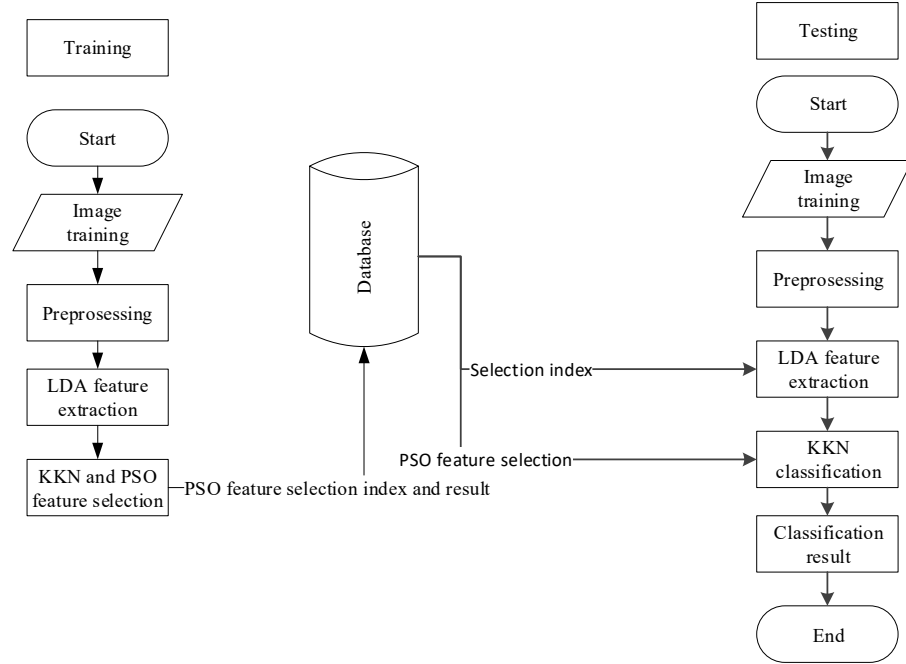 Training
Start
Image
training
Preprosessing
LDA feature
extraction
KKN and PSO
feature selection
PSO feature selection index and result
Database
Selection index
PSO feature selection
Testing
Start
Image
training
Preprosessing
LDA feature
extraction
KKN
classification
Classification
result
End